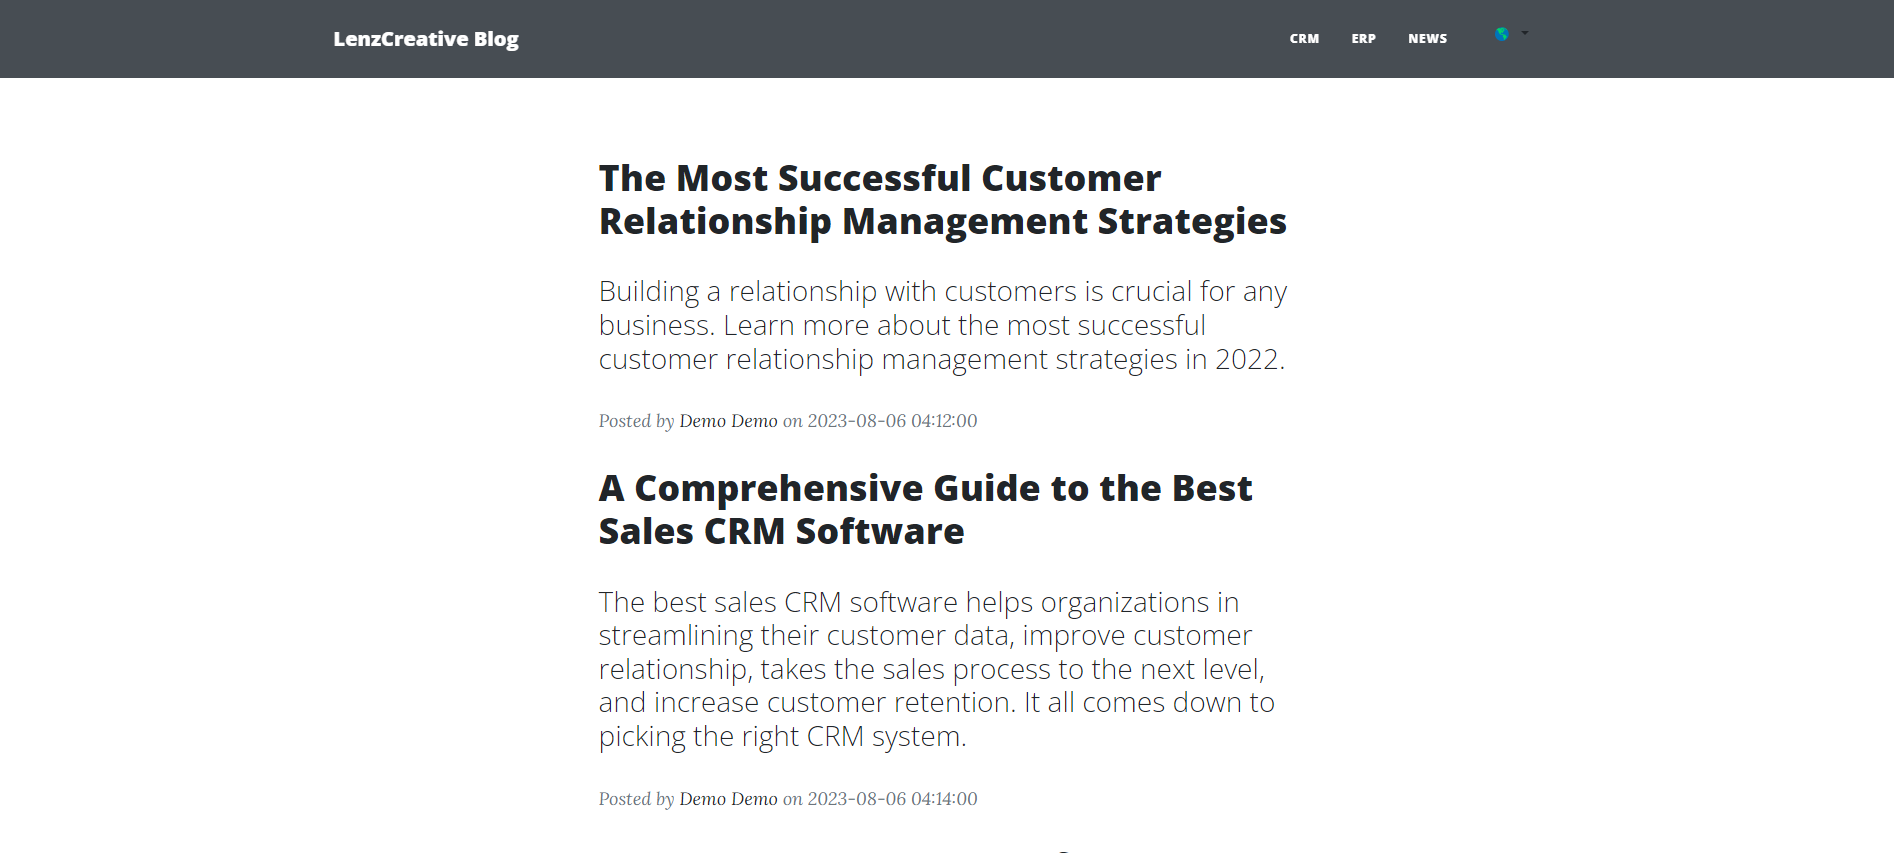 LenzCreative Blog
CRM ERP NEWS
The Most Successful Customer
Relationship Management Strategies
Building a relationship with customers is crucial for any
business. Learn more about the most successful
customer relationship management strategies in 2022.
Posted by Demo Demo on 2023-08-06 04:12:00
A Comprehensive Guide to the Best
Sales CRM Software
The best sales CRM software helps organizations in
streamlining their customer data, improve customer
relationship, takes the sales process to the next level,
and increase customer retention. It all comes down to
picking the right CRM system.
Posted by Demo Demo on 2023-08-06 04:14:00